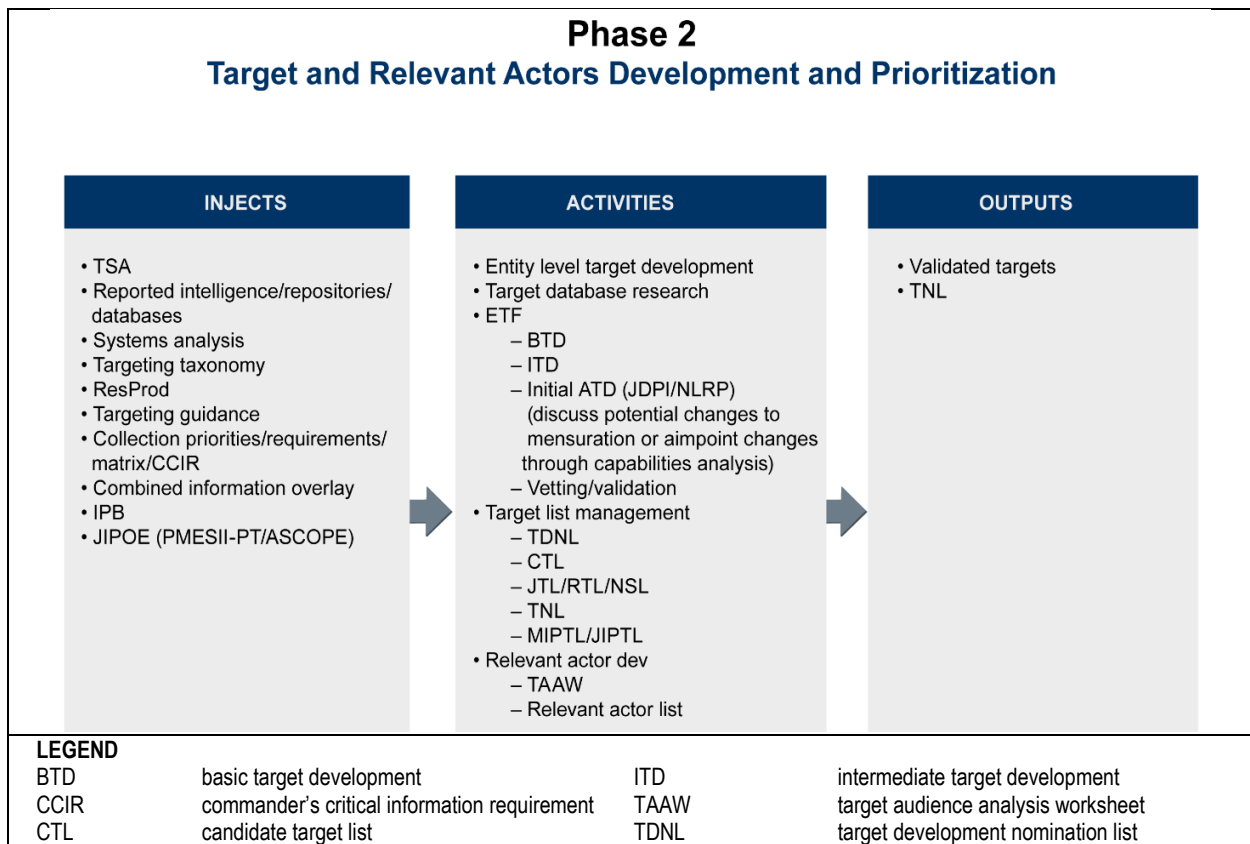 Phase 2
Target and Relevant Actors Development and Prioritization
INJECTS
• TSA
• Reported intelligence/repositories/
databases
• Systems analysis
• Targeting taxonomy
• ResProd
• Targeting guidance
• Collection priorities/requirements/
matrix/CCIR
• Combined information overlay
• IPB
• JIPOE (PMESII-PT/ASCOPE)
ACTIVITIES
• Entity level target development
• Target database research
• ETF
– BTD
– ITD
– Initial ATD (JDPI/NLRP)
(discuss potential changes to
mensuration or aimpoint changes
through capabilities analysis)
– Vetting/validation
• Target list management
– TDNL
– CTL
– JTL/RTL/NSL
– TNL
– MIPTL/JIPTL
• Relevant actor dev
– TAAW
– Relevant actor list
OUTPUTS
• Validated targets
• TNL
LEGEND
BTD basic target development ITD intermediate target development
CCIR commander’s critical information requirement TAAW target audience analysis worksheet
CTL candidate target list TDNL target development nomination list